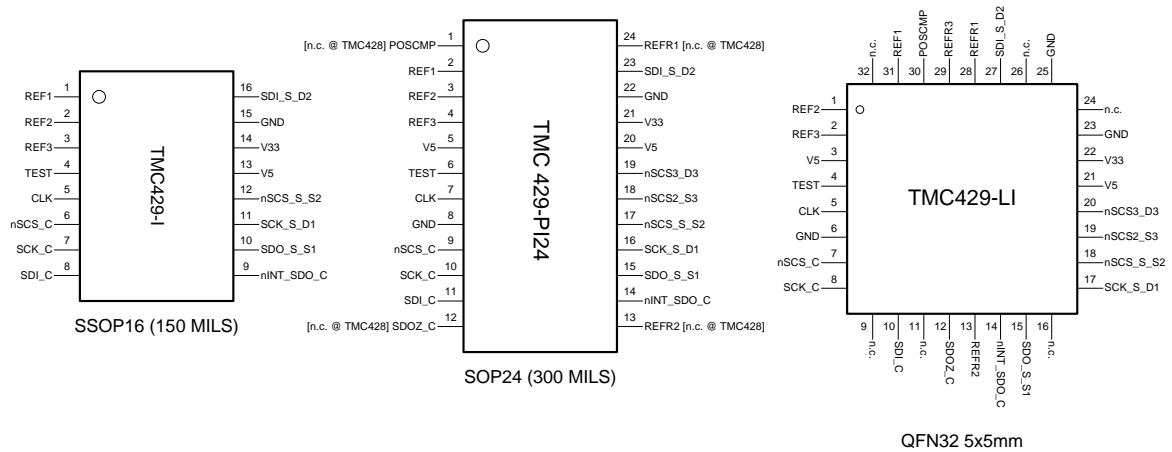 1 REF1
2 REF2
3 REF3
4 TEST
5 CLK
6 nSCS_C
7 SCK_C
8 SDI_C
TMC429-I
16 SDI_S_D2
15 GND
14 V33
13 V5
12 nSCS_S_S2
11 SCK_S_D1
10 SDO_S_S1
9 nINT_SDO_C
SSOP16 (150 MILS)
[n.c. @ TMC428] POSCMP 1
REF1 2
REF2 3
REF3 4
V5 5
TEST 6
CLK 7
GND 8
nSCS_C 9
SCK_C 10
SDI_C 11
[n.c. @ TMC428] SDOZ_C 12
TMC 429-PI24
24 REFR1 [n.c. @ TMC428]
23 SDI_S_D2
22 GND
21 V33
20 V5
19 nSCS3_D3
18 nSCS2_S3
17 nSCS_S_S2
16 SCK_S_D1
15 SDO_S_S1
14 nINT_SDO_C
13 REFR2 [n.c. @ TMC428]
SOP24 (300 MILS)
32 n.c.
31 REF1
30 POSCMP
29 REFR3
28 REFR1
27 SDI_S_D2
26 n.c.
25 GND
REF2 1
REF3 2
V5 3
TEST 4
CLK 5
GND 6
nSCS_C 7
SCK_C 8
TMC429-LI
24 n.c.
23 GND
22 V33
21 V5
20 nSCS3_D3
19 nSCS2_S3
18 nSCS_S_S2
17 SCK_S_D1
9 n.c.
10 SDI_C
11 n.c.
12 SDOZ_C
13 REFR2
14 nINT_SDO_C
15 SDO_S_S1
16 n.c.
QFN32 5x5mm